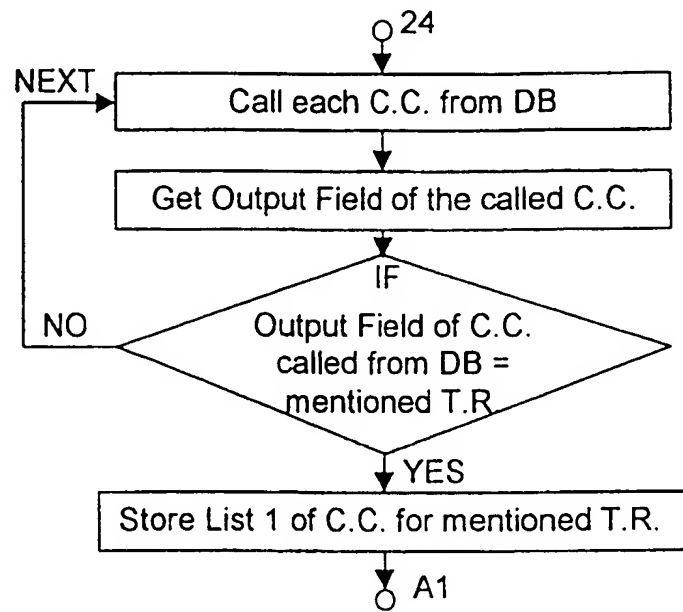 24
NEXT
Call each C.C. from DB
Get Output Field of the called C.C.
IF
NO
Output Field of C.C.
called from DB =
mentioned T.R.
YES
Store List 1 of C.C. for mentioned T.R.
A1